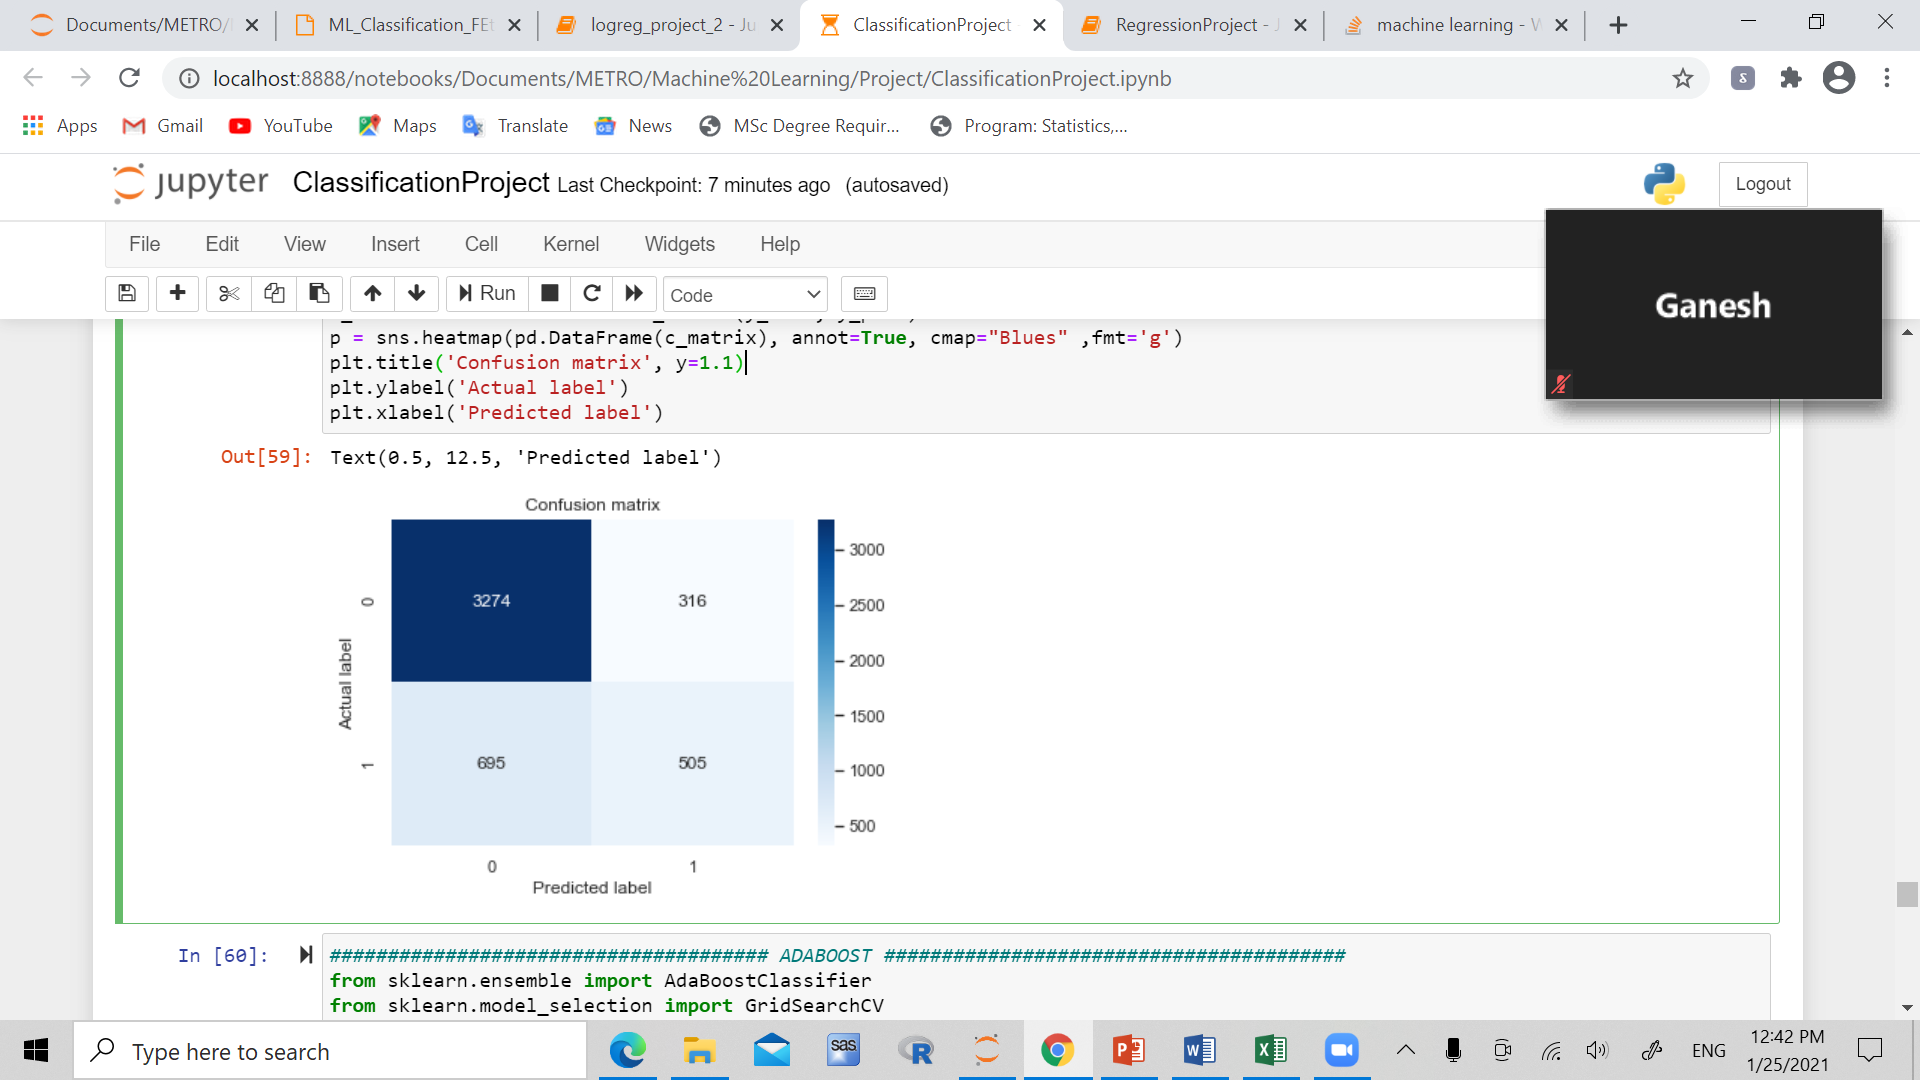 Documents/METRO/
ML_Classification_FE
logreg_project_2 - Ju
ClassificationProject
RegressionProject - J
machine learning - W
localhost:8888/notebooks/Documents/METRO/Machine%20Learning/Project/ClassificationProject.ipynb
Apps
Gmail
YouTube
Maps
Translate
News
MSc Degree Requir...
Program: Statistics,...
jupyter ClassificationProject Last Checkpoint: 7 minutes ago (autosaved)
Logout
File Edit View Insert Cell Kernel Widgets Help
Run
Code
Ganesh
p = sns.heatmap(pd.DataFrame(c_matrix), annot=True, cmap="Blues" ,fmt='g')
plt.title('Confusion matrix', y=1.1)
plt.ylabel('Actual label')
plt.xlabel('Predicted label')
Out[59]: Text(0.5, 12.5, 'Predicted label')
Confusion matrix
3274 316
695 505
0
1
Actual label
0 1
Predicted label
3000
2500
2000
1500
1000
500
In [60]:
###################################### ADABOOST ########################################
from sklearn.ensemble import AdaBoostClassifier
from sklearn.model_selection import GridSearchCV
Type here to search
sas
R
ENG
12:42 PM
1/25/2021